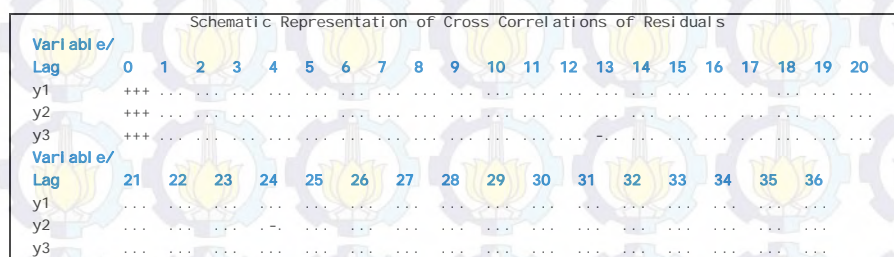 Schematic Representation of Cross Correlations of Residuals
Variable/
Lag 0 1 2 3 4 5 6 7 8 9 10 11 12 13 14 15 16 17 18 19 20
y1 +++ ... ... ... ... ... ... ... ... ... ... ... ... ... ... ... ... ... ... ... ...
y2 +++ ... ... ... ... ... ... ... ... ... ... ... ... ... ... ... ... ... ... ... ...
y3 +++ ... ... ... ... ... ... ... ... ... ... ... ... -.. ... ... ... ... ... ... ...
Variable/
Lag 21 22 23 24 25 26 27 28 29 30 31 32 33 34 35 36
y1 ... ... ... ... ... ... ... ... ... ... ... ... ... ... ... ...
y2 ... ... ... .-. ... ... ... ... ... ... ... ... ... ... ... ...
y3 ... ... ... ... ... ... ... ... ... ... ... ... ... ... ... ...